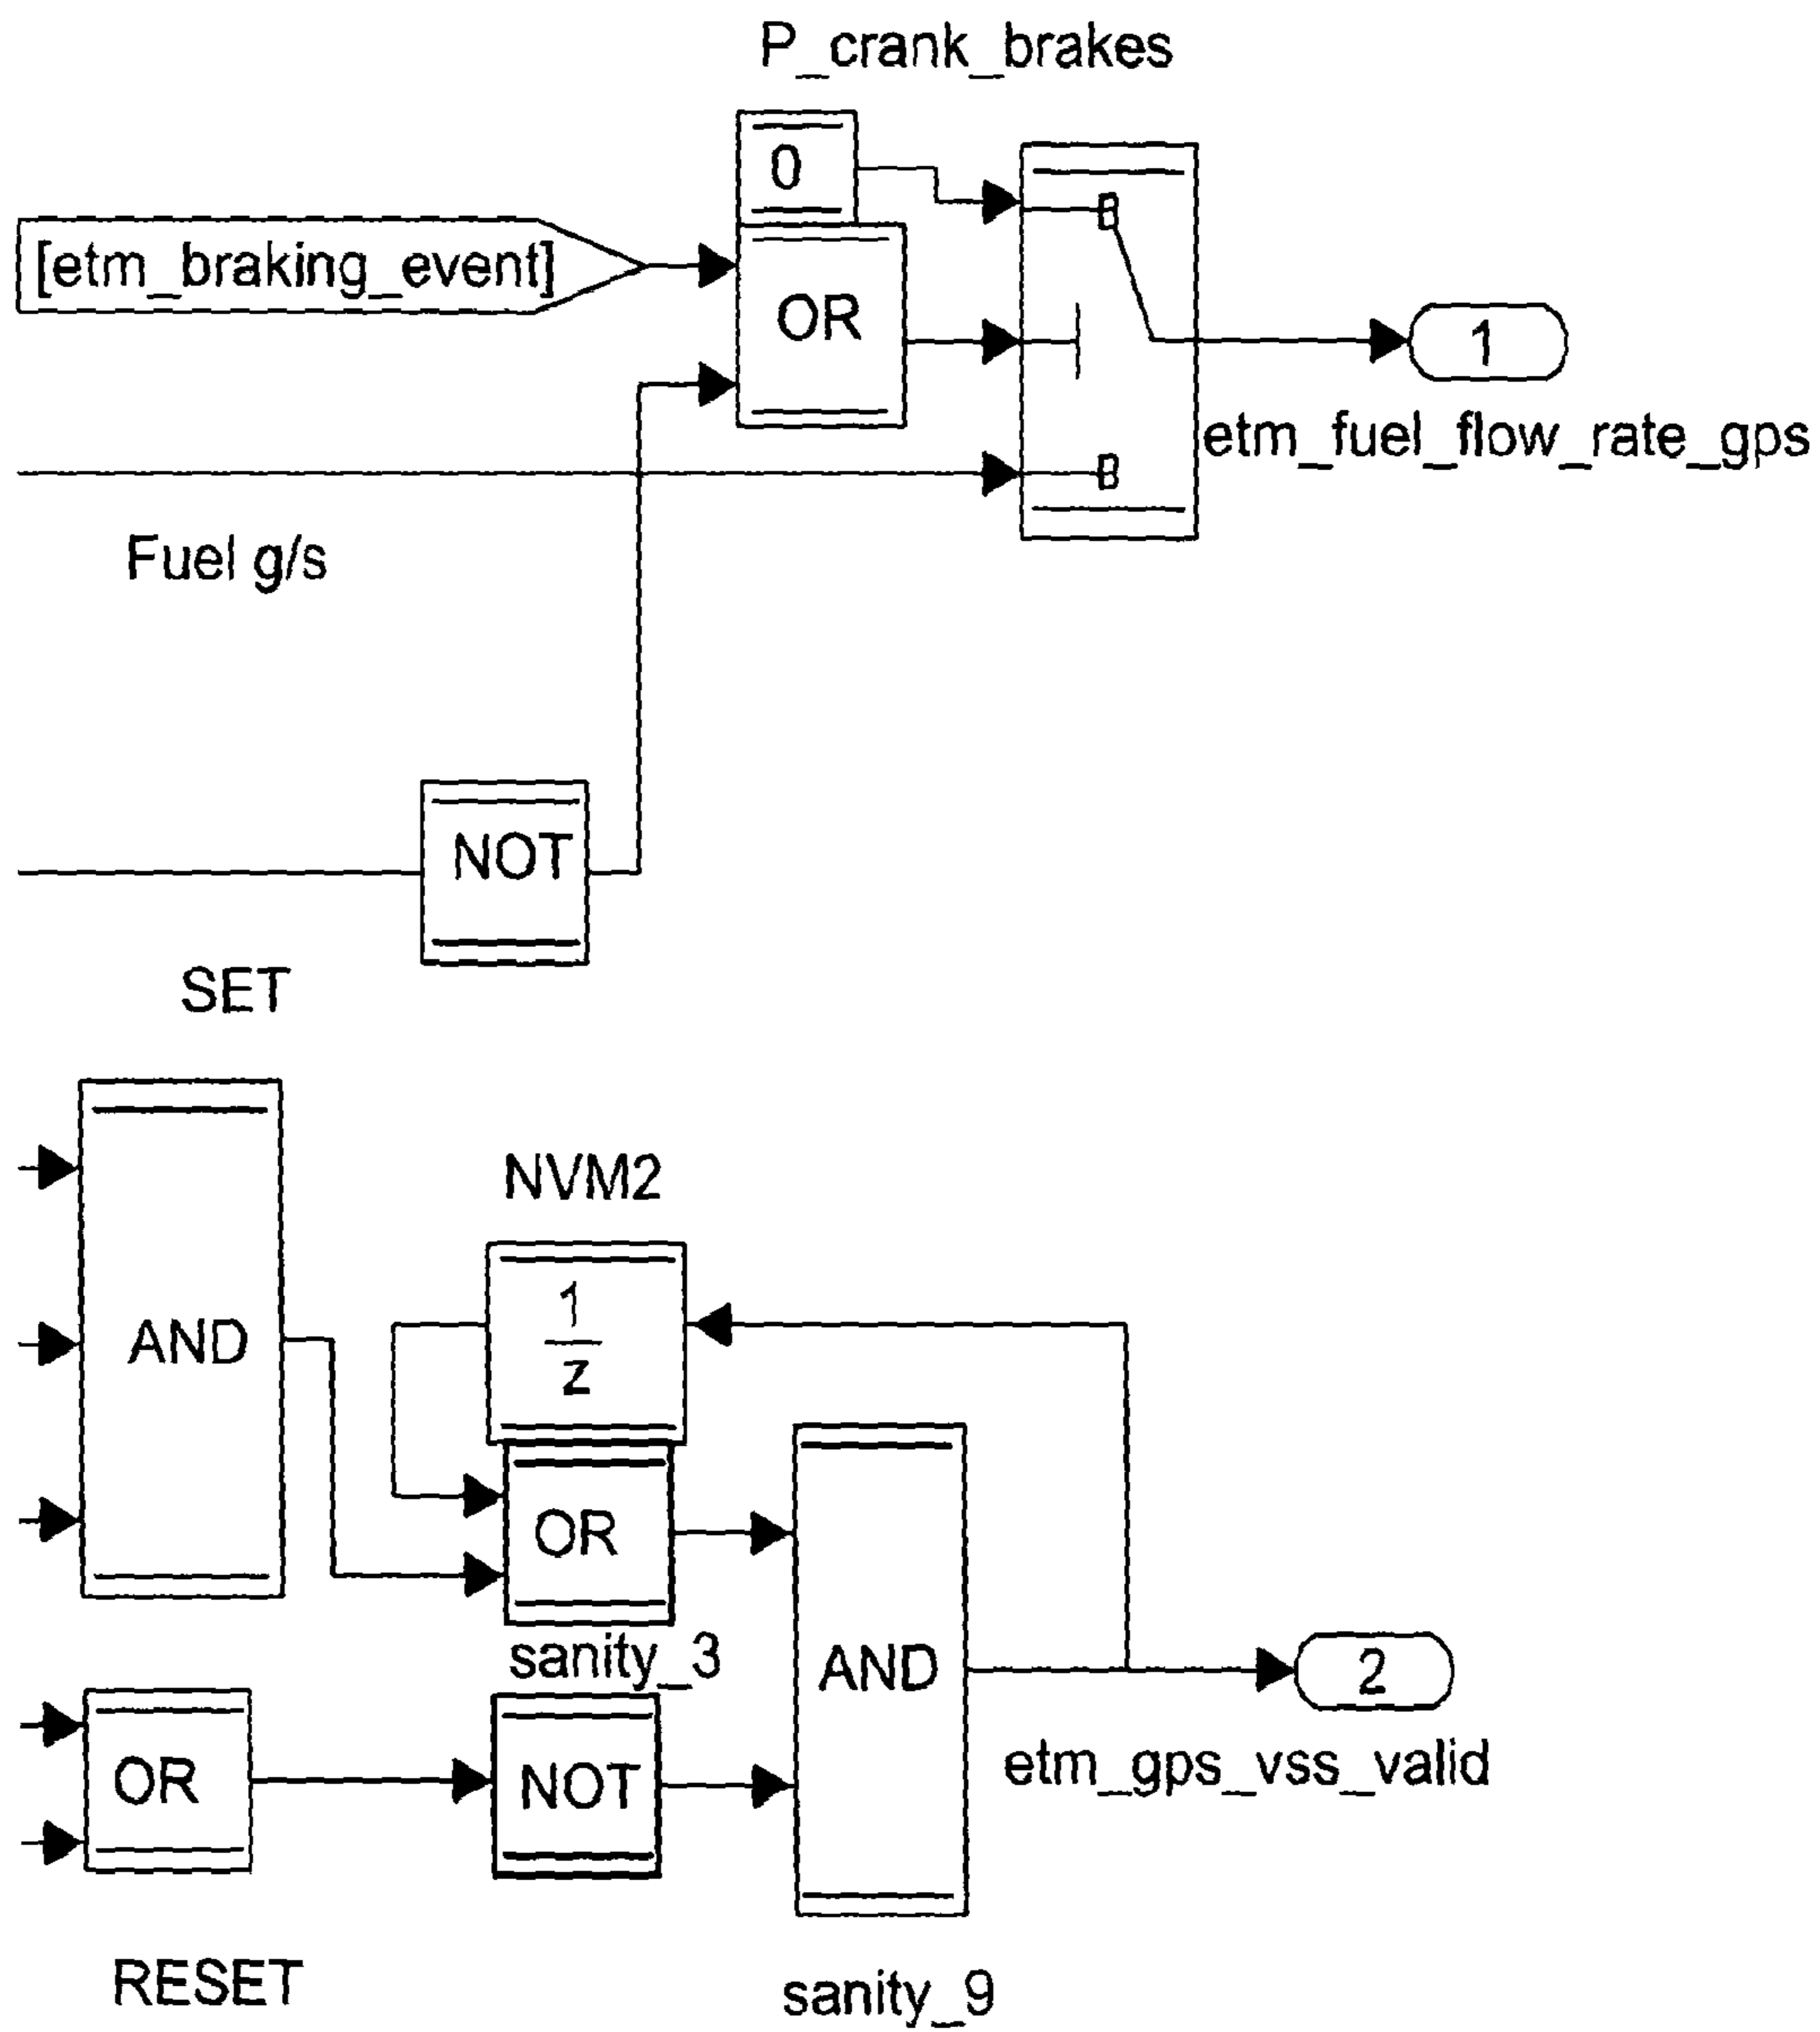 P_crank_brakes
0
[etm_braking_event]
OR
1
etm_fuel_flow_rate_gps
Fuel g/s
NOT
SET
NVM2
1
z
AND
OR
sanity_3
AND
2
OR
NOT
etm_gps_vss_valid
RESET
sanity_9